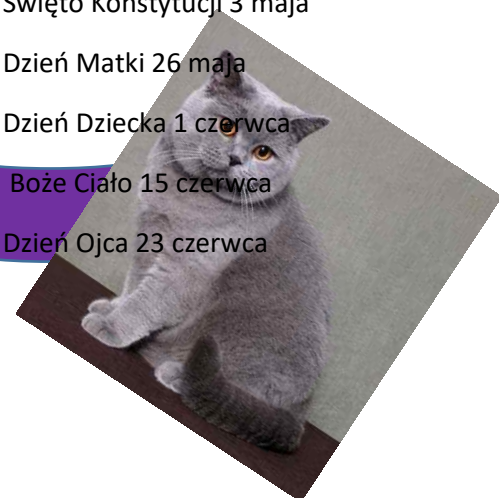 Święto Konstytucji 3 maja
Dzień Matki 26 maja
Dzień Dziecka 1 czerwca
Boże Ciało 15 czerwca
Dzień Ojca 23 czerwca